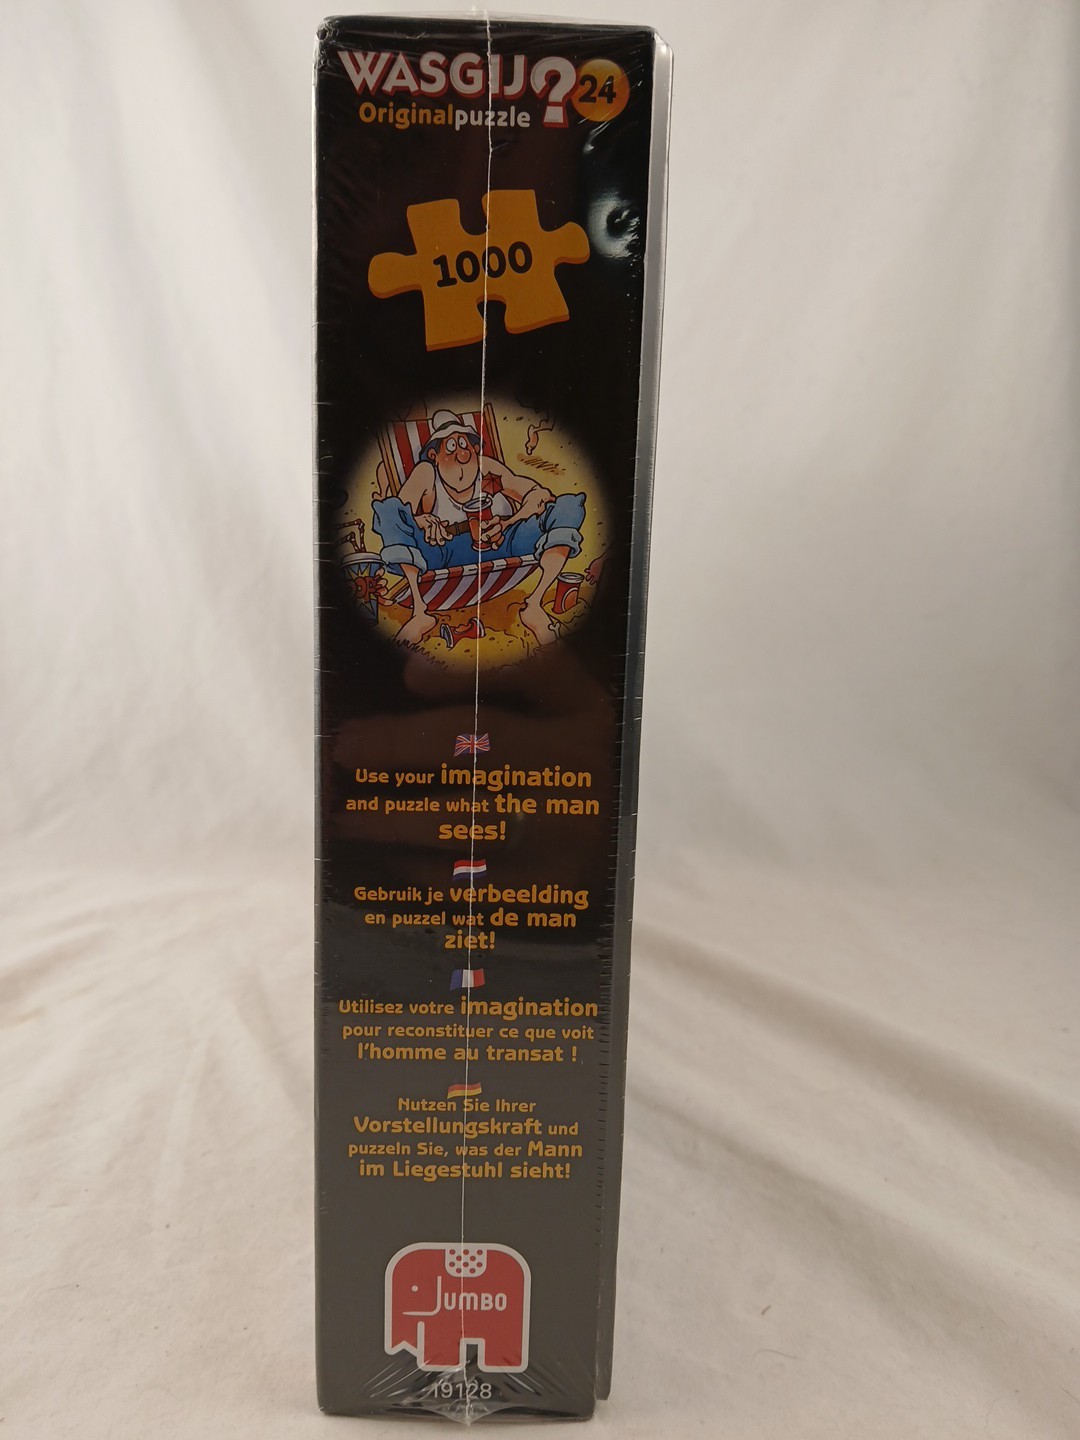 WASGIJ? 24
Originalpuzzle
1000
Use your imagination
and puzzle what the man
sees!
Gebruik je verbeelding
en puzzel wat de man
ziet!
Utilisez votre imagination
pour reconstituer ce que voit
l'homme au transat !
Nutzen Sie Ihrer
Vorstellungskraft und
puzzeln Sie, was der Mann
im Liegestuhl sieht!
JUMBO
19128